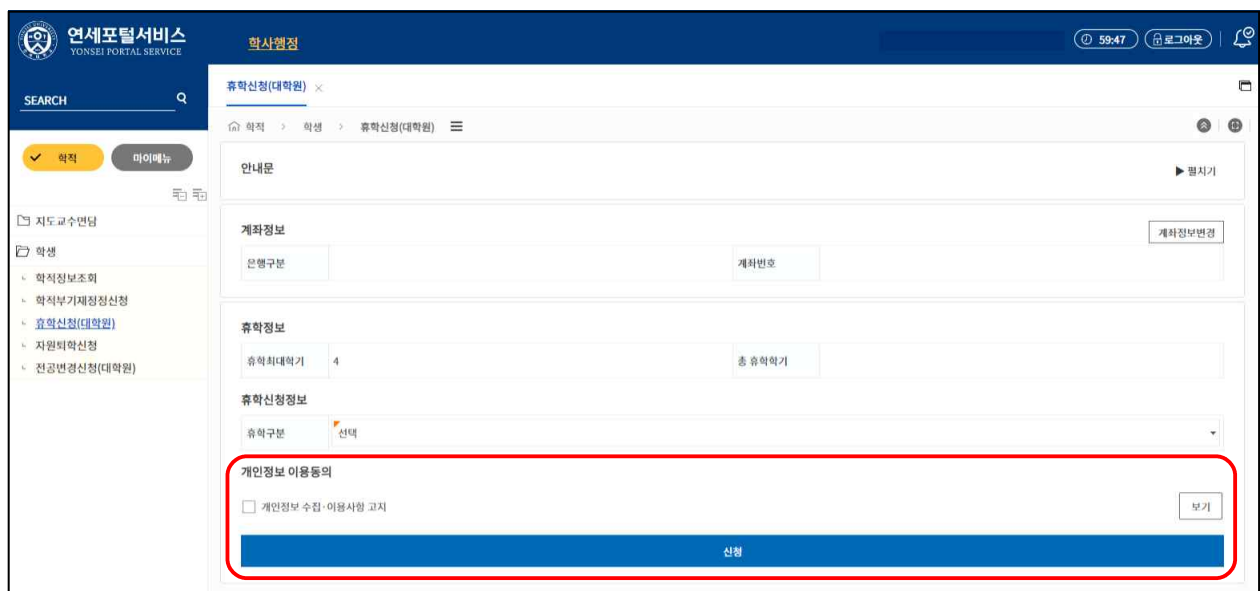 연세포털서비스
YONSEI PORTAL SERVICE
학사행정
59:47
로그아웃
SEARCH
휴학신청(대학원)
학적 > 학생 > 휴학신청(대학원)
학적
마이메뉴
지도교수면담
학생
학적정보조회
학적부기재정정신청
휴학신청(대학원)
자원퇴학신청
전공변경신청(대학원)
안내문
▶ 펼치기
계좌정보
계좌정보변경
은행구분
계좌번호
휴학정보
휴학최대학기 4
총 휴학학기
휴학신청정보
휴학구분 선택
개인정보 이용동의
개인정보 수집·이용사항 고지
보기
신청